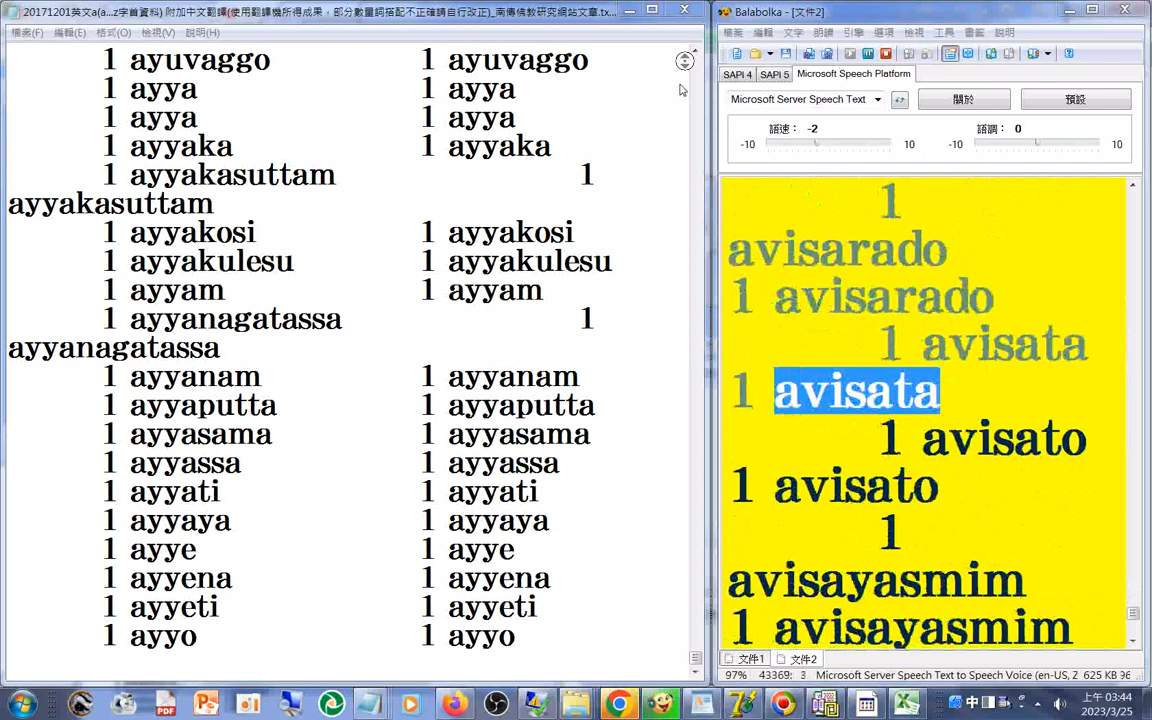 20171201英文a(a...z字首資料) 附加中文翻譯(使用翻譯機所得成果，部分數量詞搭配不正確請自行改正)_南傳佛教研究網站文章.tx...
檔案(F) 編輯(E) 格式(O) 檢視(V) 說明(H)
1 ayuvaggo 1 ayuvaggo
1 ayya 1 ayya
1 ayya 1 ayya
1 ayyaka 1 ayyaka
1 ayyakasuttam 1
ayyakasuttam
1 ayyakosi 1 ayyakosi
1 ayyakulesu 1 ayyakulesu
1 ayyam 1 ayyam
1 ayyanagatassa 1
ayyanagatassa
1 ayyanam 1 ayyanam
1 ayyaputta 1 ayyaputta
1 ayyasama 1 ayyasama
1 ayyassa 1 ayyassa
1 ayyati 1 ayyati
1 ayyaya 1 ayyaya
1 ayye 1 ayye
1 ayyena 1 ayyena
1 ayyeti 1 ayyeti
1 ayyo 1 ayyo
Balabolka - [文件2]
檔案 編輯 文字 朗讀 引擎 選項 檢視 工具 書籤 說明
SAPI 4 SAPI 5 Microsoft Speech Platform
Microsoft Server Speech Text 關於 預設
語速： -2 語調： 0
-10 10 -10 10
1
avisarado
1 avisarado
1 avisata
1 avisata
1 avisato
1 avisato
1
avisayasmim
1 avisayasmim
文件1 文件2
97% 43369: 3 Microsoft Server Speech Text to Speech Voice (en-US, Z 625 KB 96
中
上午 03:44
2023/3/25